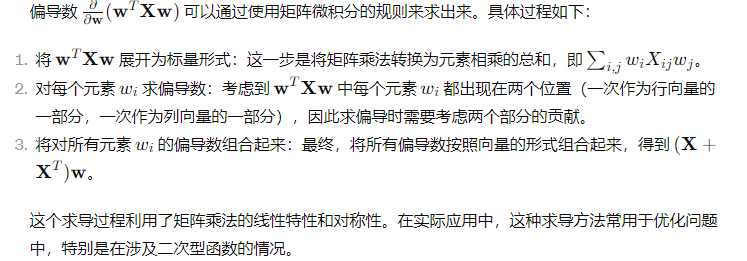 偏导数 $\frac{\partial}{\partial \mathbf{w}}(\mathbf{w}^T\mathbf{X}\mathbf{w})$ 可以通过使用矩阵微积分的规则来求出来。具体过程如下：
1. 将 $\mathbf{w}^T\mathbf{X}\mathbf{w}$ 展开为标量形式：这一步是将矩阵乘法转换为元素相乘的总和，即 $\sum_{i,j} w_i X_{ij} w_j$。
2. 对每个元素 $w_i$ 求偏导数：考虑到 $\mathbf{w}^T\mathbf{X}\mathbf{w}$ 中每个元素 $w_i$ 都出现在两个位置（一次作为行向量的
一部分，一次作为列向量的一部分），因此求偏导时需要考虑两个部分的贡献。
3. 将对所有元素 $w_i$ 的偏导数组合起来：最终，将所有偏导数按照向量的形式组合起来，得到 $(\mathbf{X} +$
$\mathbf{X}^T)\mathbf{w}$。
这个求导过程利用了矩阵乘法的线性特性和对称性。在实际应用中，这种求导方法常用于优化问题
中，特别是在涉及二次型函数的情况。